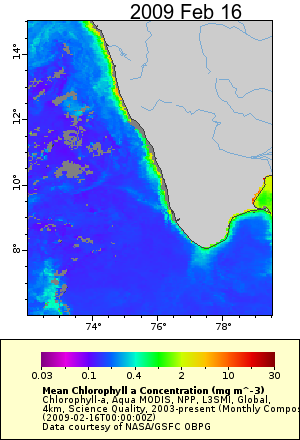 2009 Feb 16
14°
12°
10°
8°
74° 76° 78°
0.03 0.1 0.4 2 3 10 30
Mean Chlorophyll a Concentration (mg m^-3)
Chlorophyll-a, Aqua MODIS, NPP, L3SMI, Global,
4km, Science Quality, 2003-present (Monthly Compos
(2009-02-16T00:00:00Z)
Data courtesy of NASA/GSFC OBPG